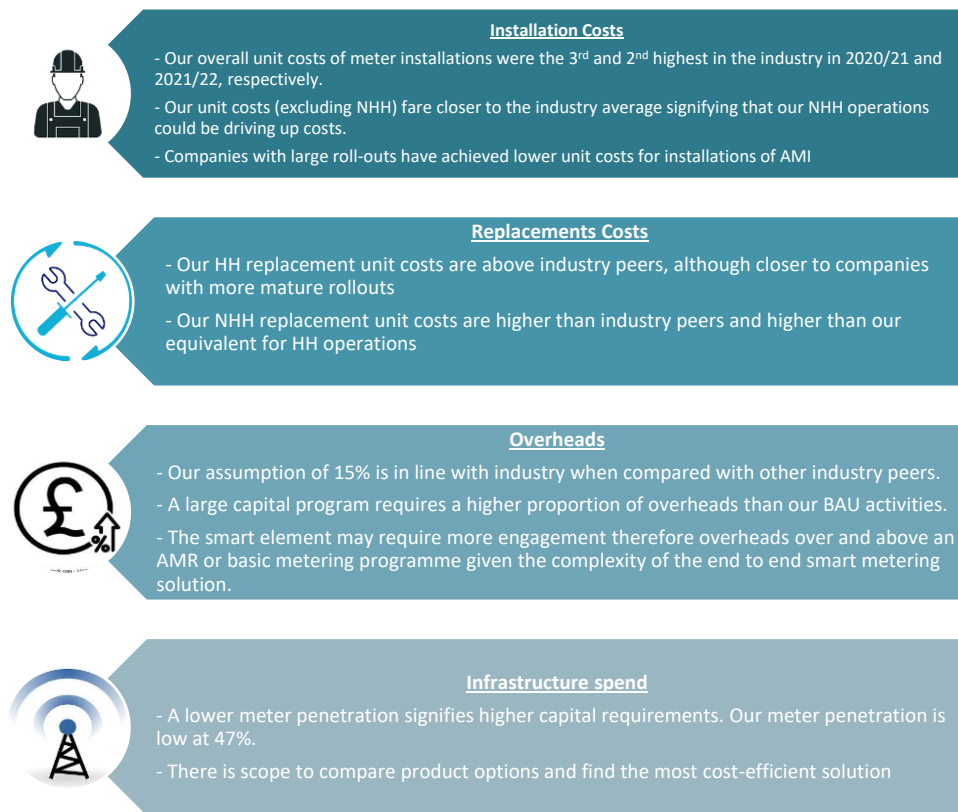 Installation Costs
- Our overall unit costs of meter installations were the 3rd and 2nd highest in the industry in 2020/21 and
2021/22, respectively.
- Our unit costs (excluding NHH) fare closer to the industry average signifying that our NHH operations
could be driving up costs.
- Companies with large roll-outs have achieved lower unit costs for installations of AMI
Replacements Costs
- Our HH replacement unit costs are above industry peers, although closer to companies
with more mature rollouts
- Our NHH replacement unit costs are higher than industry peers and higher than our
equivalent for HH operations
£
%
Overheads
- Our assumption of 15% is in line with industry when compared with other industry peers.
- A large capital program requires a higher proportion of overheads than our BAU activities.
- The smart element may require more engagement therefore overheads over and above an
AMR or basic metering programme given the complexity of the end to end smart metering
solution.
Infrastructure spend
- A lower meter penetration signifies higher capital requirements. Our meter penetration is
low at 47%.
- There is scope to compare product options and find the most cost-efficient solution